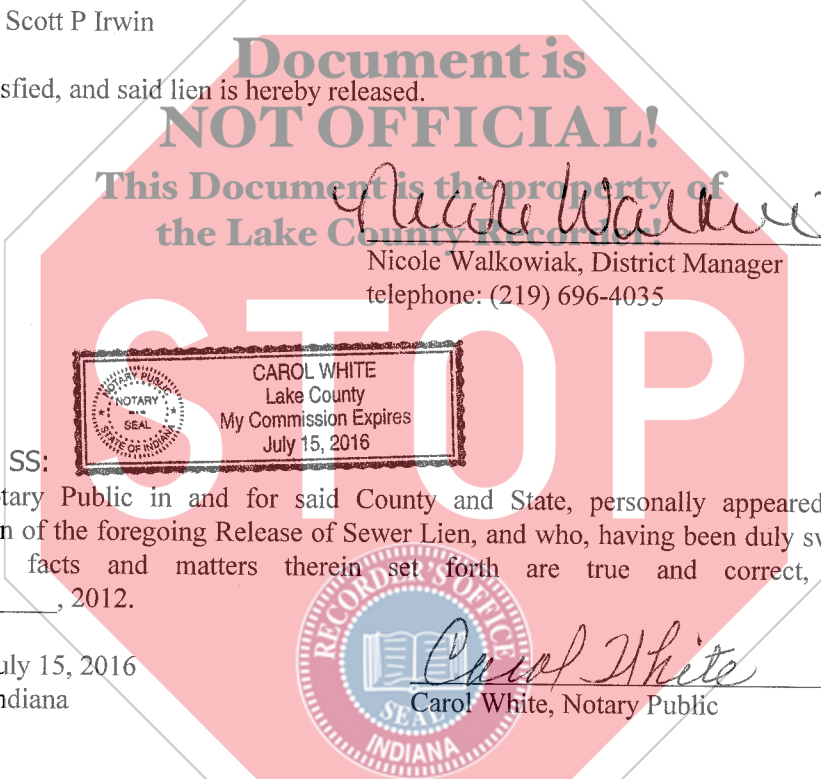 Scott P Irwin
Document is
sfied, and said lien is hereby released.
NOT OFFICIAL!
This Document is the property of
the Lake County Recorder!
Nicole Walkowiak
Nicole Walkowiak, District Manager
telephone: (219) 696-4035
STOP
CAROL WHITE
Lake County
My Commission Expires
July 15, 2016
NOTARY PUBLIC
NOTARY
SEAL
STATE OF INDIANA
SS:
tary Public in and for said County and State, personally appeared
n of the foregoing Release of Sewer Lien, and who, having been duly sw
facts and matters therein set forth are true and correct,
, 2012.
RECORDER'S OFFICE
SEAL
INDIANA
uly 15, 2016
ndiana
Carol White
Carol White, Notary Public